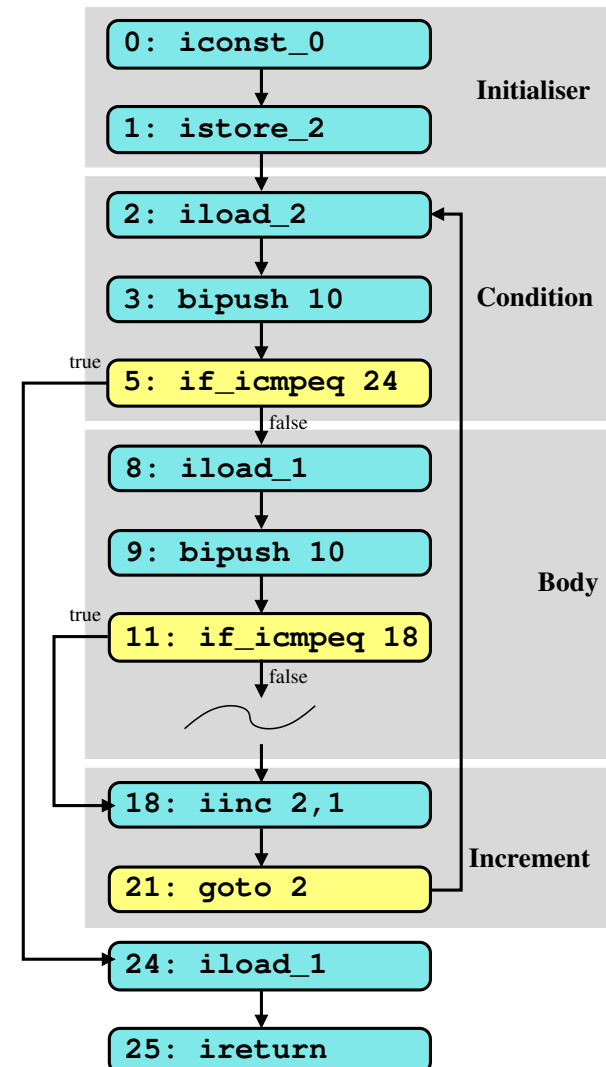 0: iconst_0
Initialiser
1: istore_2
2: iload_2
3: bipush 10
Condition
true
5: if_icmpeq 24
false
8: iload_1
9: bipush 10
Body
true
11: if_icmpeq 18
false
18: iinc 2,1
Increment
21: goto 2
24: iload_1
25: ireturn